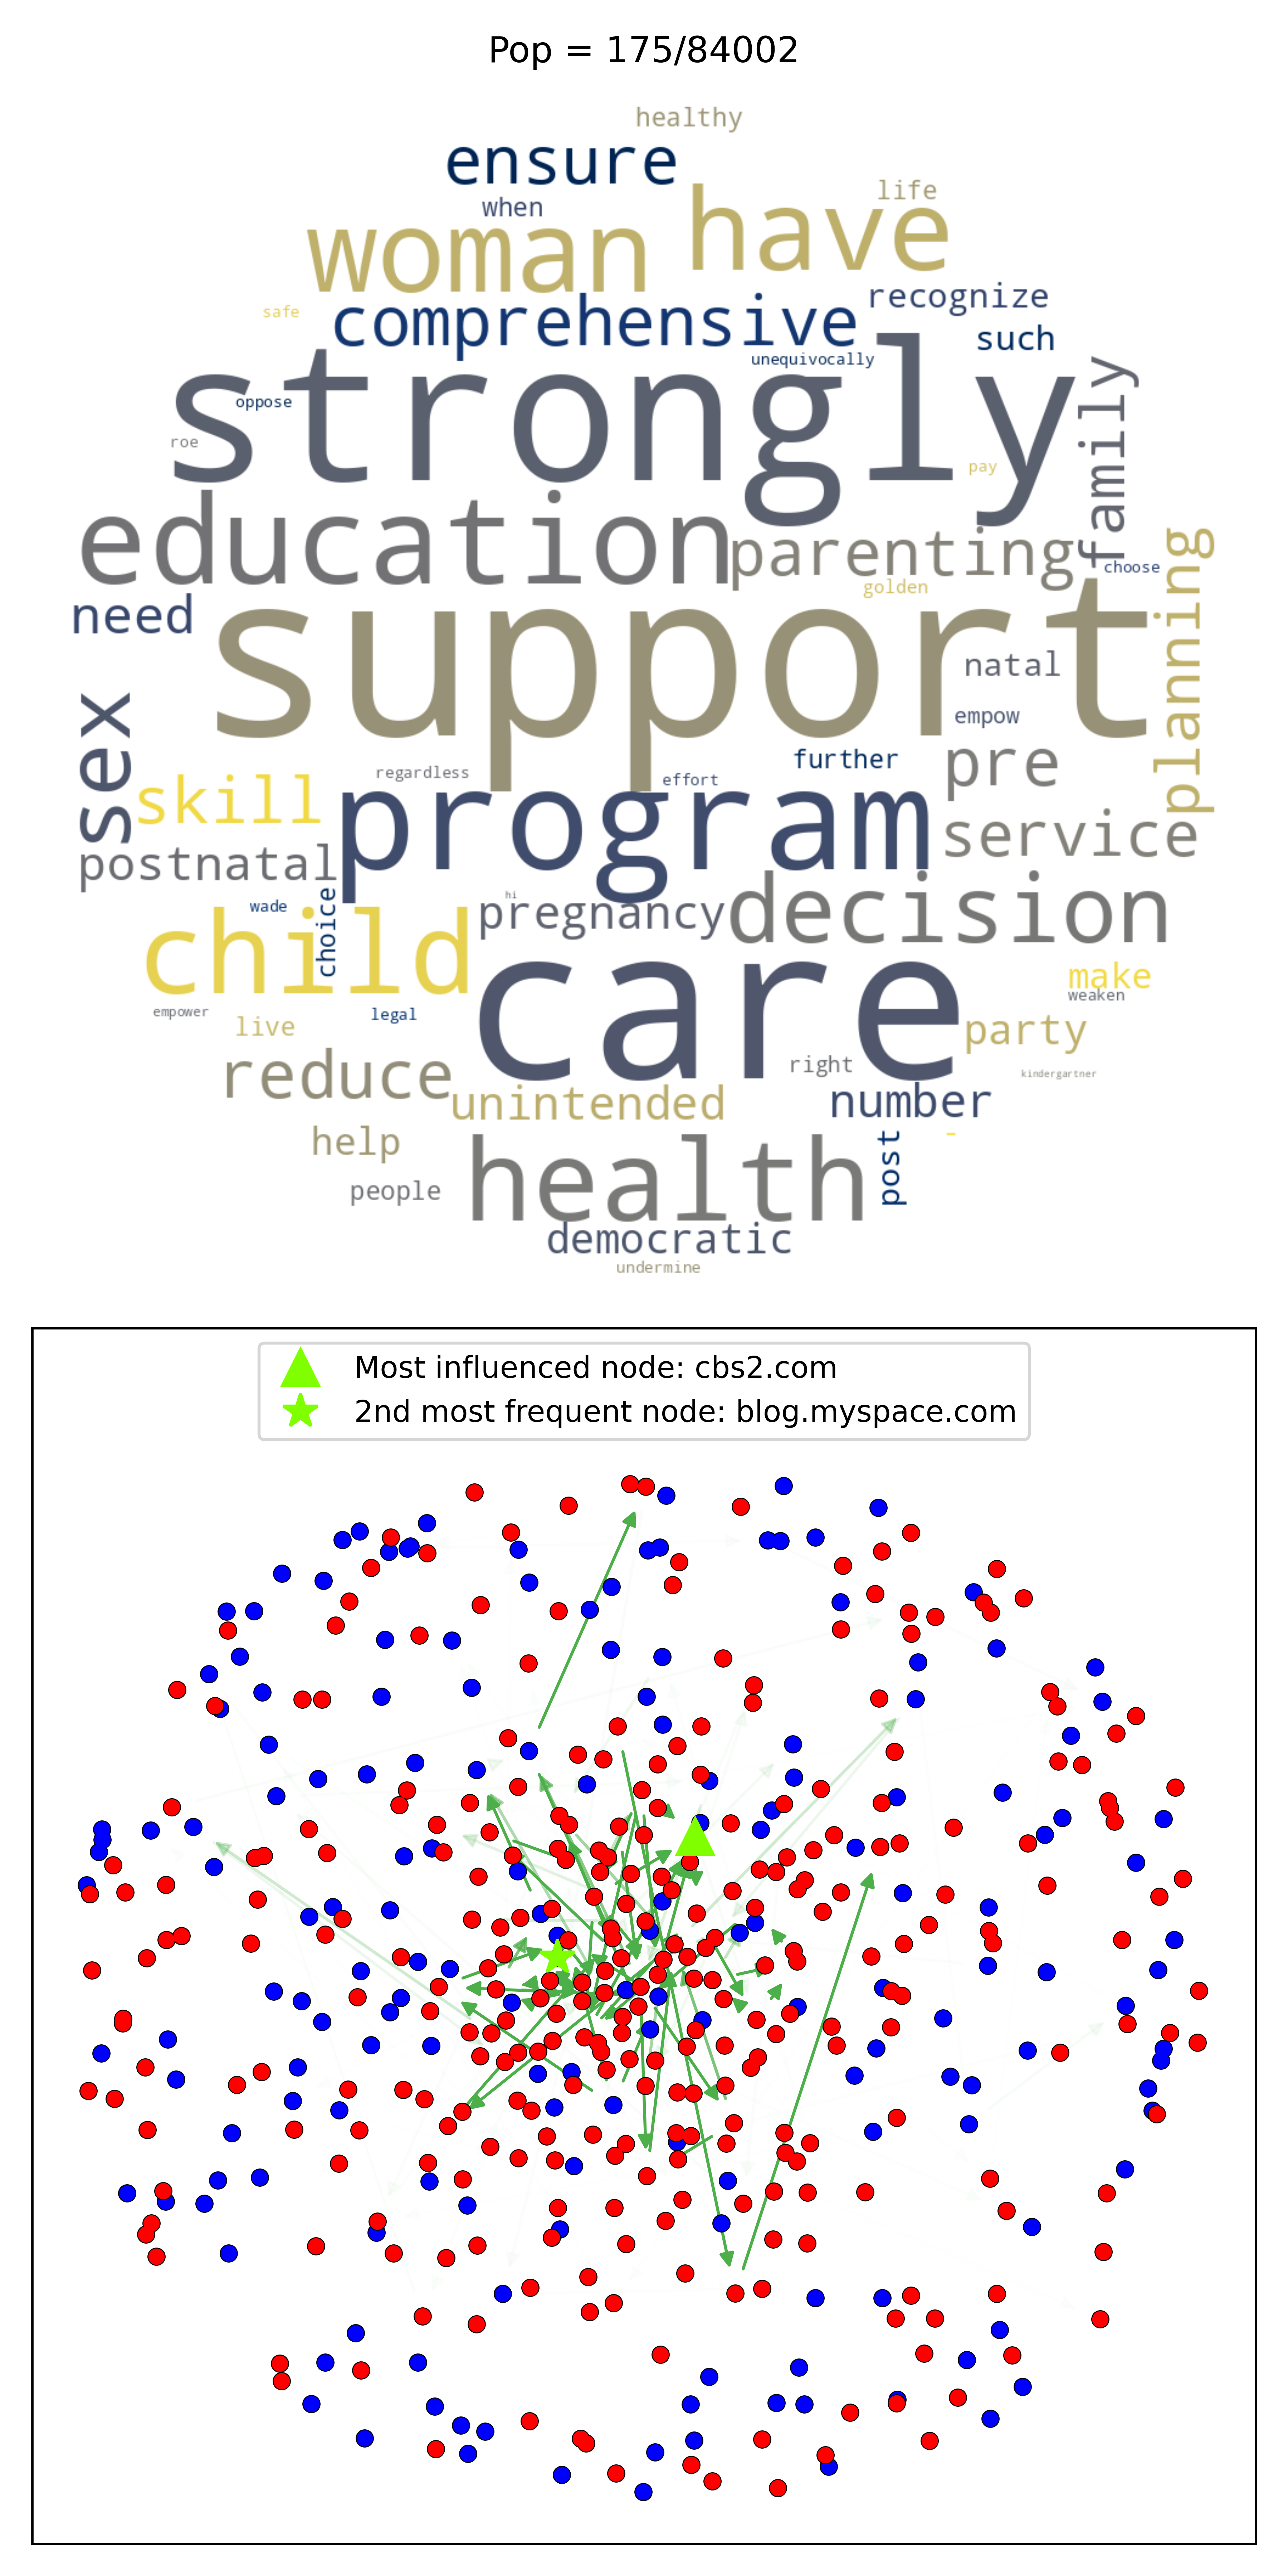 Pop = 175/84002
healthy
ensure
life
when
woman have
recognize
safe
comprehensive
such
unequivocally
strongly
family
oppose
roe
pay
education
parenting
choose
planning
golden
need
support
natal
sex
empow
further
pre
regardless
effort
skill
program
service
postnatal
wade
choice
hi
pregnancy
decision
child
care
make
weaken
empower
legal
live
party
reduce
right
kindergartner
unintended
number
help
-
post
health
people
democratic
undermine
Most influenced node: cbs2.com
2nd most frequent node: blog.myspace.com